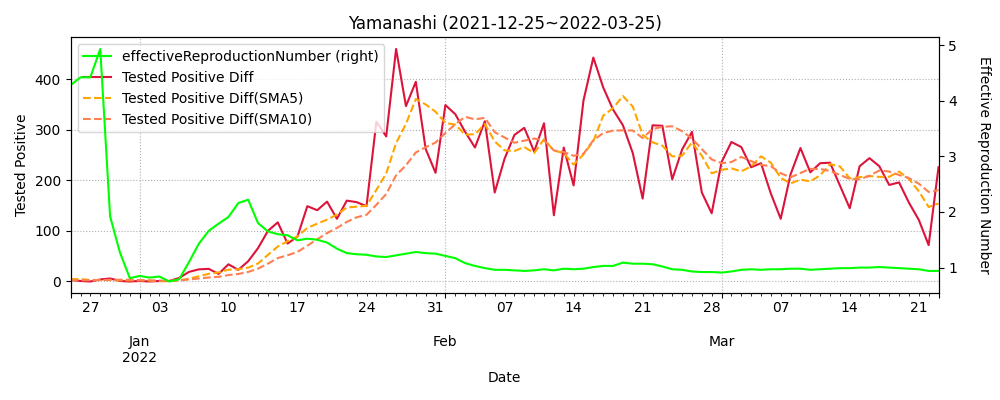 Yamanashi (2021-12-25~2022-03-25)
effectiveReproductionNumber (right)
Tested Positive Diff
Tested Positive Diff(SMA5)
Tested Positive Diff(SMA10)
Tested Positive
400
300
200
100
0
5
4
3
2
1
Effective Reproduction Number
27 03 10 17 24 31 07 14 21 28 07 14 21
Jan Feb Mar
2022
Date